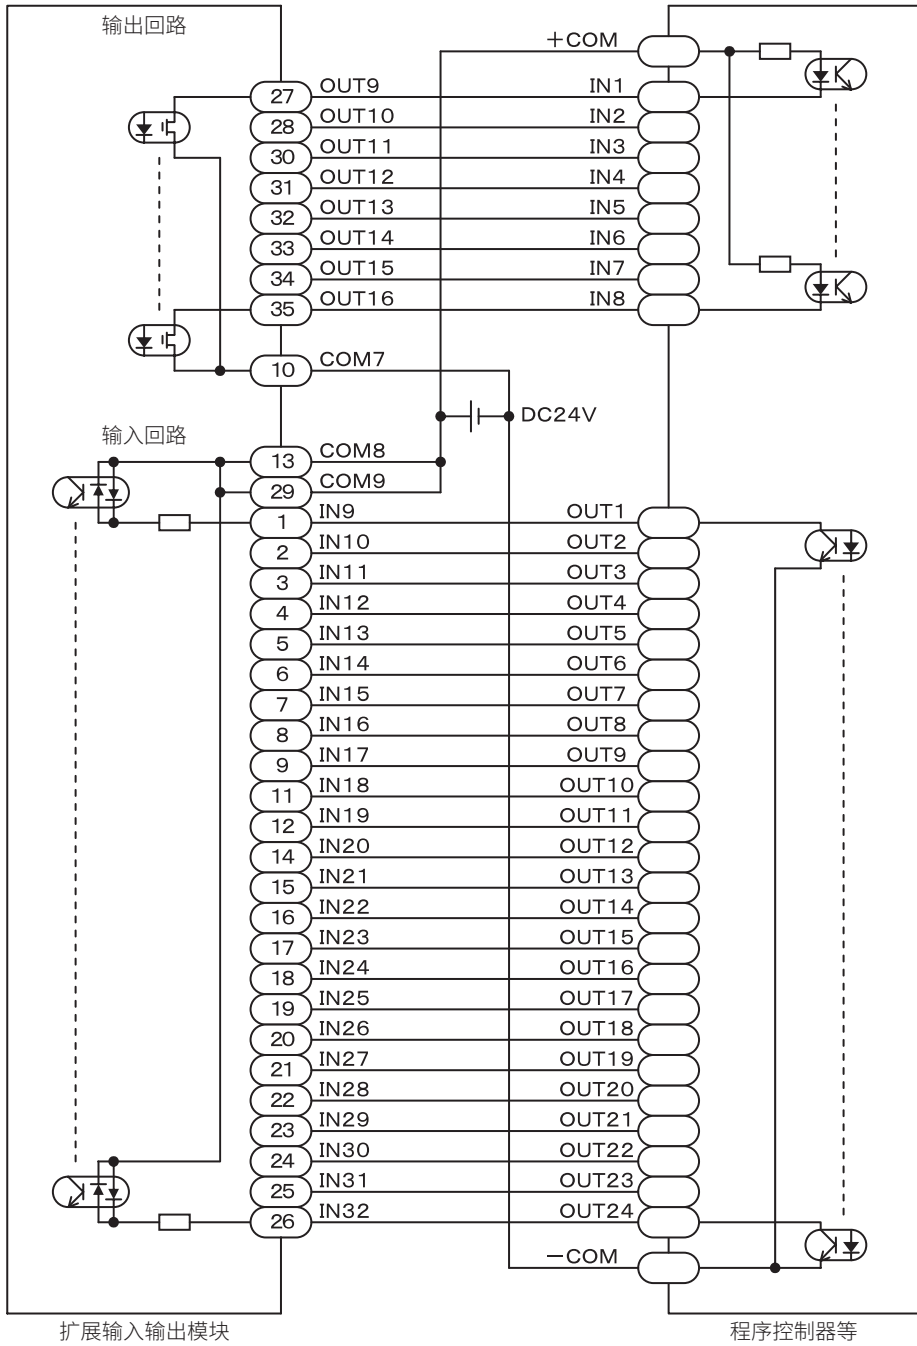 输出回路
+COM
27 OUT9 IN1
28 OUT10 IN2
30 OUT11 IN3
31 OUT12 IN4
32 OUT13 IN5
33 OUT14 IN6
34 OUT15 IN7
35 OUT16 IN8
10 COM7
DC24V
输入回路
13 COM8
29 COM9
1 IN9 OUT1
2 IN10 OUT2
3 IN11 OUT3
4 IN12 OUT4
5 IN13 OUT5
6 IN14 OUT6
7 IN15 OUT7
8 IN16 OUT8
9 IN17 OUT9
11 IN18 OUT10
12 IN19 OUT11
14 IN20 OUT12
15 IN21 OUT13
16 IN22 OUT14
17 IN23 OUT15
18 IN24 OUT16
19 IN25 OUT17
20 IN26 OUT18
21 IN27 OUT19
22 IN28 OUT20
23 IN29 OUT21
24 IN30 OUT22
25 IN31 OUT23
26 IN32 OUT24
−COM
扩展输入输出模块
程序控制器等